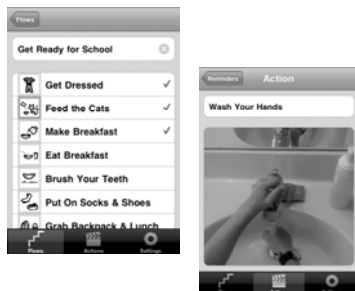 Flows
Get Ready for School
Get Dressed
Feed the Cats
Make Breakfast
Eat Breakfast
Brush Your Teeth
Put On Socks & Shoes
Grab Backpack & Lunch
Flows
Actions
Settings
Reminders
Action
Wash Your Hands